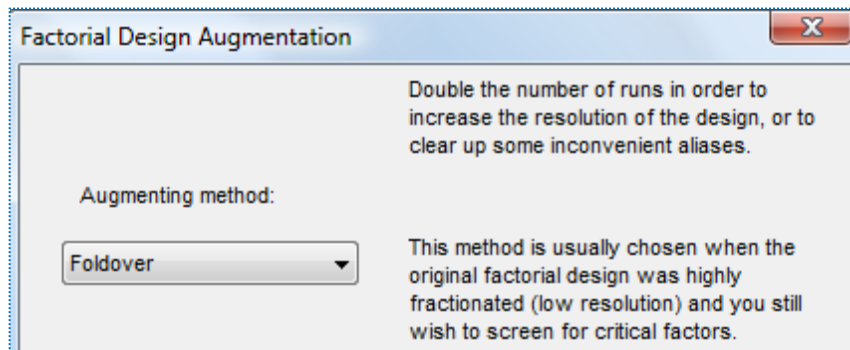 Factorial Design Augmentation
Double the number of runs in order to
increase the resolution of the design, or to
clear up some inconvenient aliases.
Augmenting method:
Foldover
This method is usually chosen when the
original factorial design was highly
fractionated (low resolution) and you still
wish to screen for critical factors.